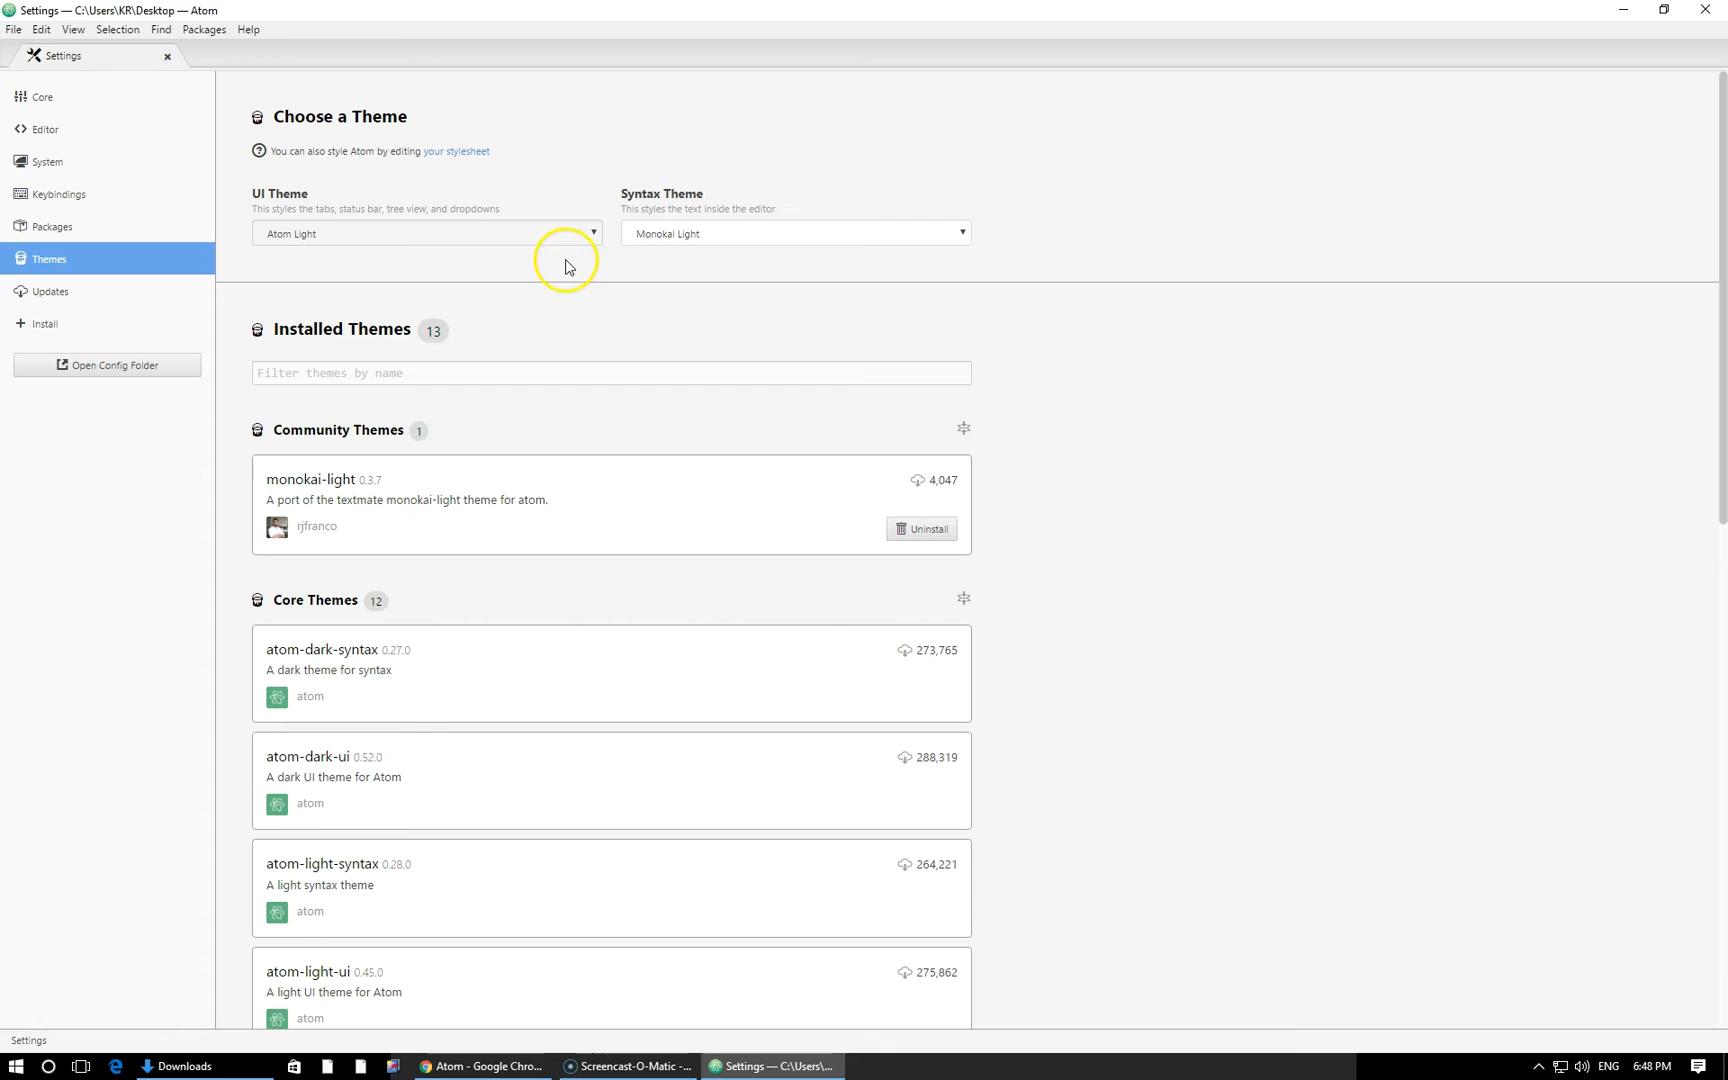 Settings — C:\Users\KR\Desktop — Atom
File Edit View Selection Find Packages Help
Settings
Core
Editor
System
Keybindings
Packages
Themes
Updates
Install
Open Config Folder
Choose a Theme
You can also style Atom by editing your stylesheet
UI Theme
This styles the tabs, status bar, tree view, and dropdowns
Atom Light
Syntax Theme
This styles the text inside the editor
Monokai Light
Installed Themes 13
Filter themes by name
Community Themes 1
monokai-light 0.3.7 4,047
A port of the textmate monokai-light theme for atom.
rjfranco
Uninstall
Core Themes 12
atom-dark-syntax 0.27.0 273,765
A dark theme for syntax
atom
atom-dark-ui 0.52.0 288,319
A dark UI theme for Atom
atom
atom-light-syntax 0.28.0 264,221
A light syntax theme
atom
atom-light-ui 0.45.0 275,862
A light UI theme for Atom
atom
Settings
Downloads Atom - Google Chro... Screencast-O-Matic -... Settings — C:\Users\... ENG 6:48 PM